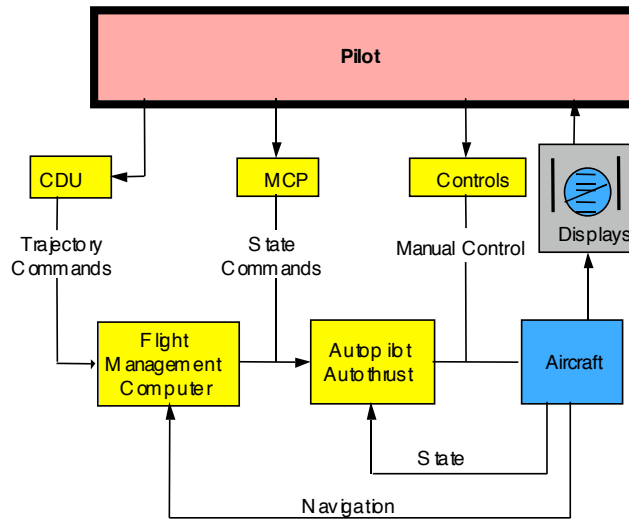 Pilot
CDU
MCP
Controls
Displays
Trajectory
Commands
State
Commands
Manual Control
Flight
Management
Computer
Autopilot
Autothrust
Aircraft
State
Navigation